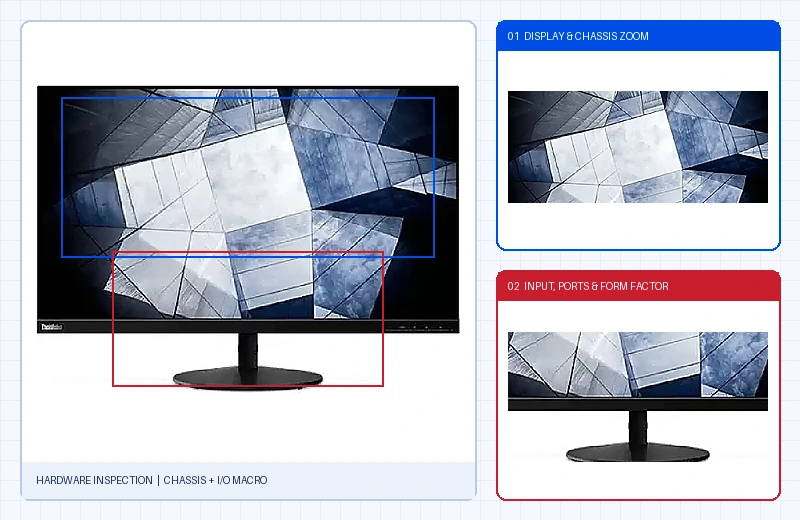 01 DISPLAY & CHASSIS ZOOM
02 INPUT, PORTS & FORM FACTOR
ThinkVision
HARDWARE INSPECTION | CHASSIS + I/O MACRO